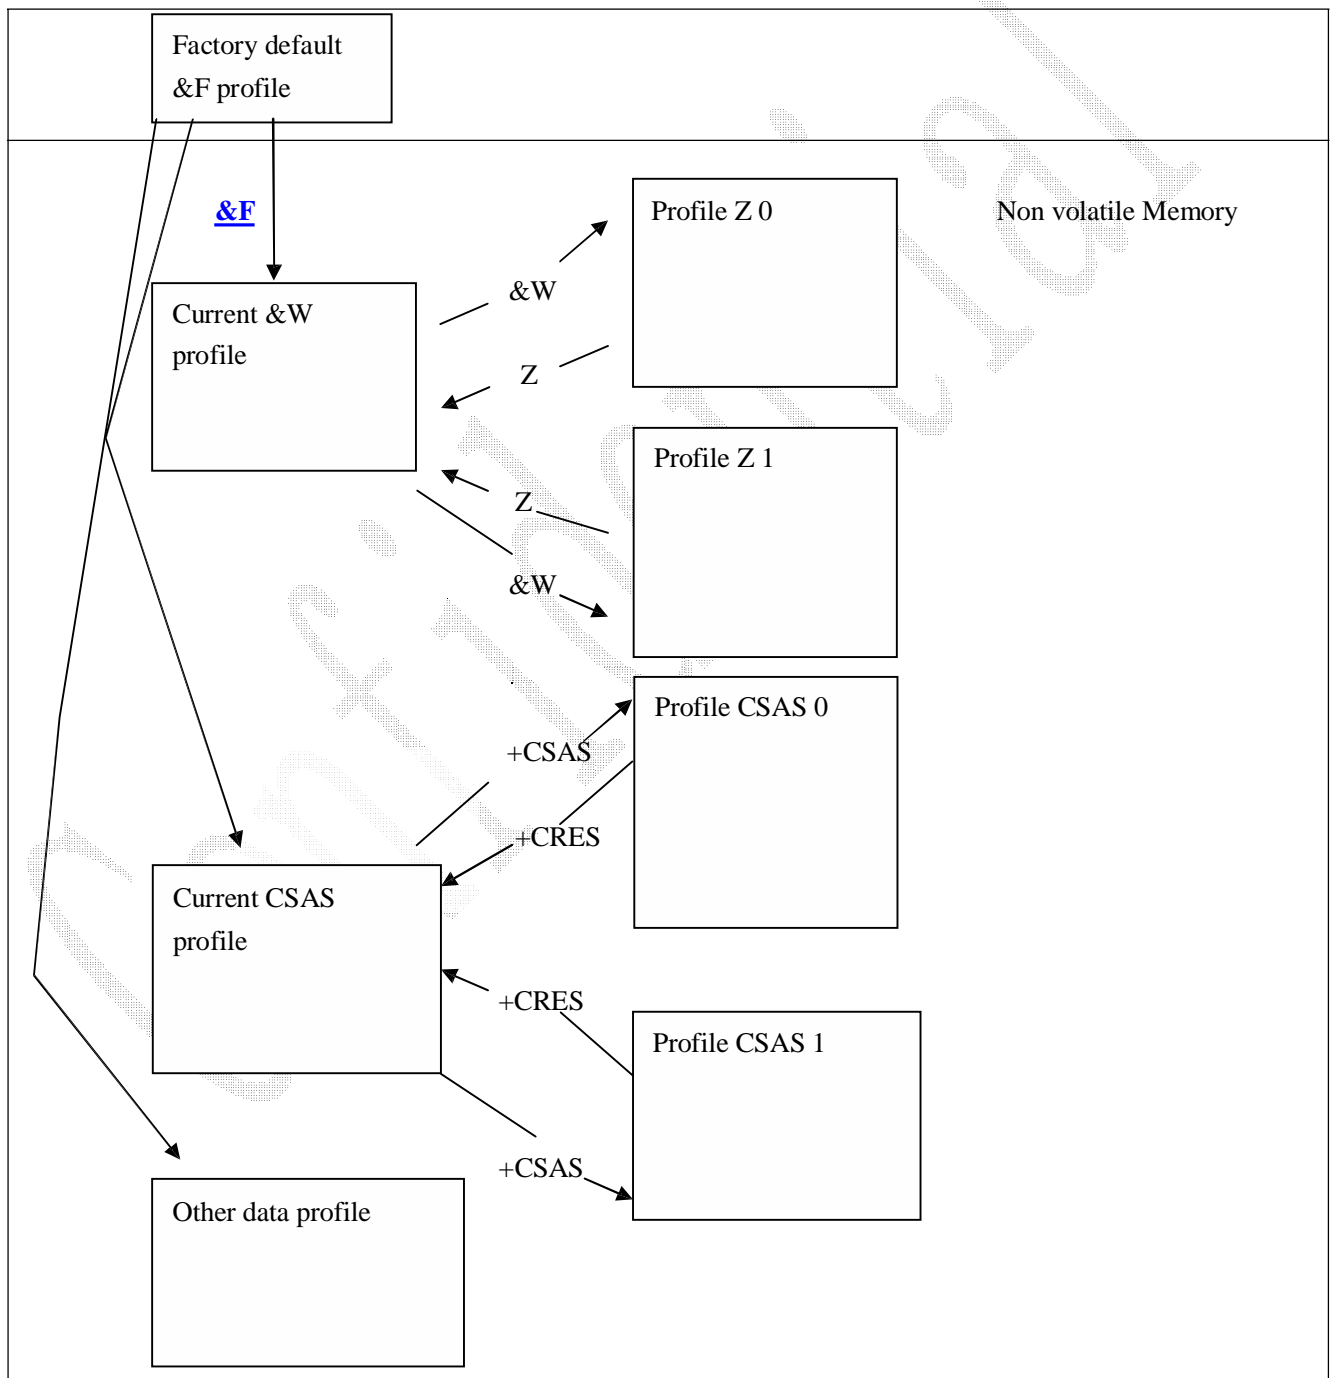 Factory default
&F profile
&F
Profile Z 0
Non volatile Memory
&W
Current &W
profile
Z
Profile Z 1
Z
&W
Profile CSAS 0
+CSAS
+CRES
Current CSAS
profile
+CRES
Profile CSAS 1
+CSAS
Other data profile
Confidential